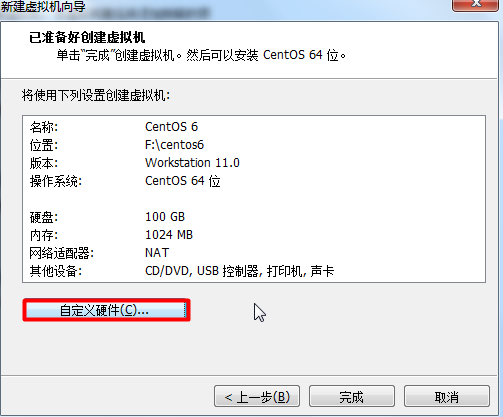 新建虚拟机向导
已准备好创建虚拟机
单击“完成”创建虚拟机。然后可以安装 CentOS 64 位。
将使用下列设置创建虚拟机:
名称: CentOS 6
位置: F:\centos6
版本: Workstation 11.0
操作系统: CentOS 64 位
硬盘: 100 GB
内存: 1024 MB
网络适配器: NAT
其他设备: CD/DVD, USB 控制器, 打印机, 声卡
自定义硬件(C)...
< 上一步(B)
完成
取消